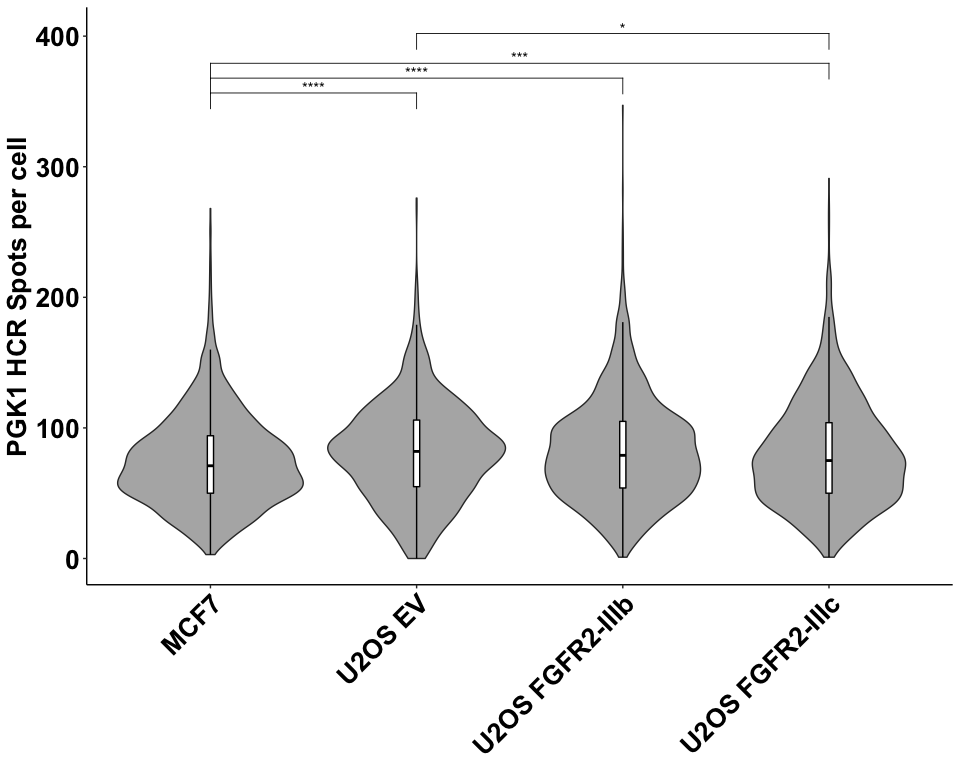 PGK1 HCR Spots per cell
400
300
200
100
0
*
***
****
****
MCF7
U2OS EV
U2OS FGFR2-IIIb
U2OS FGFR2-IIIc